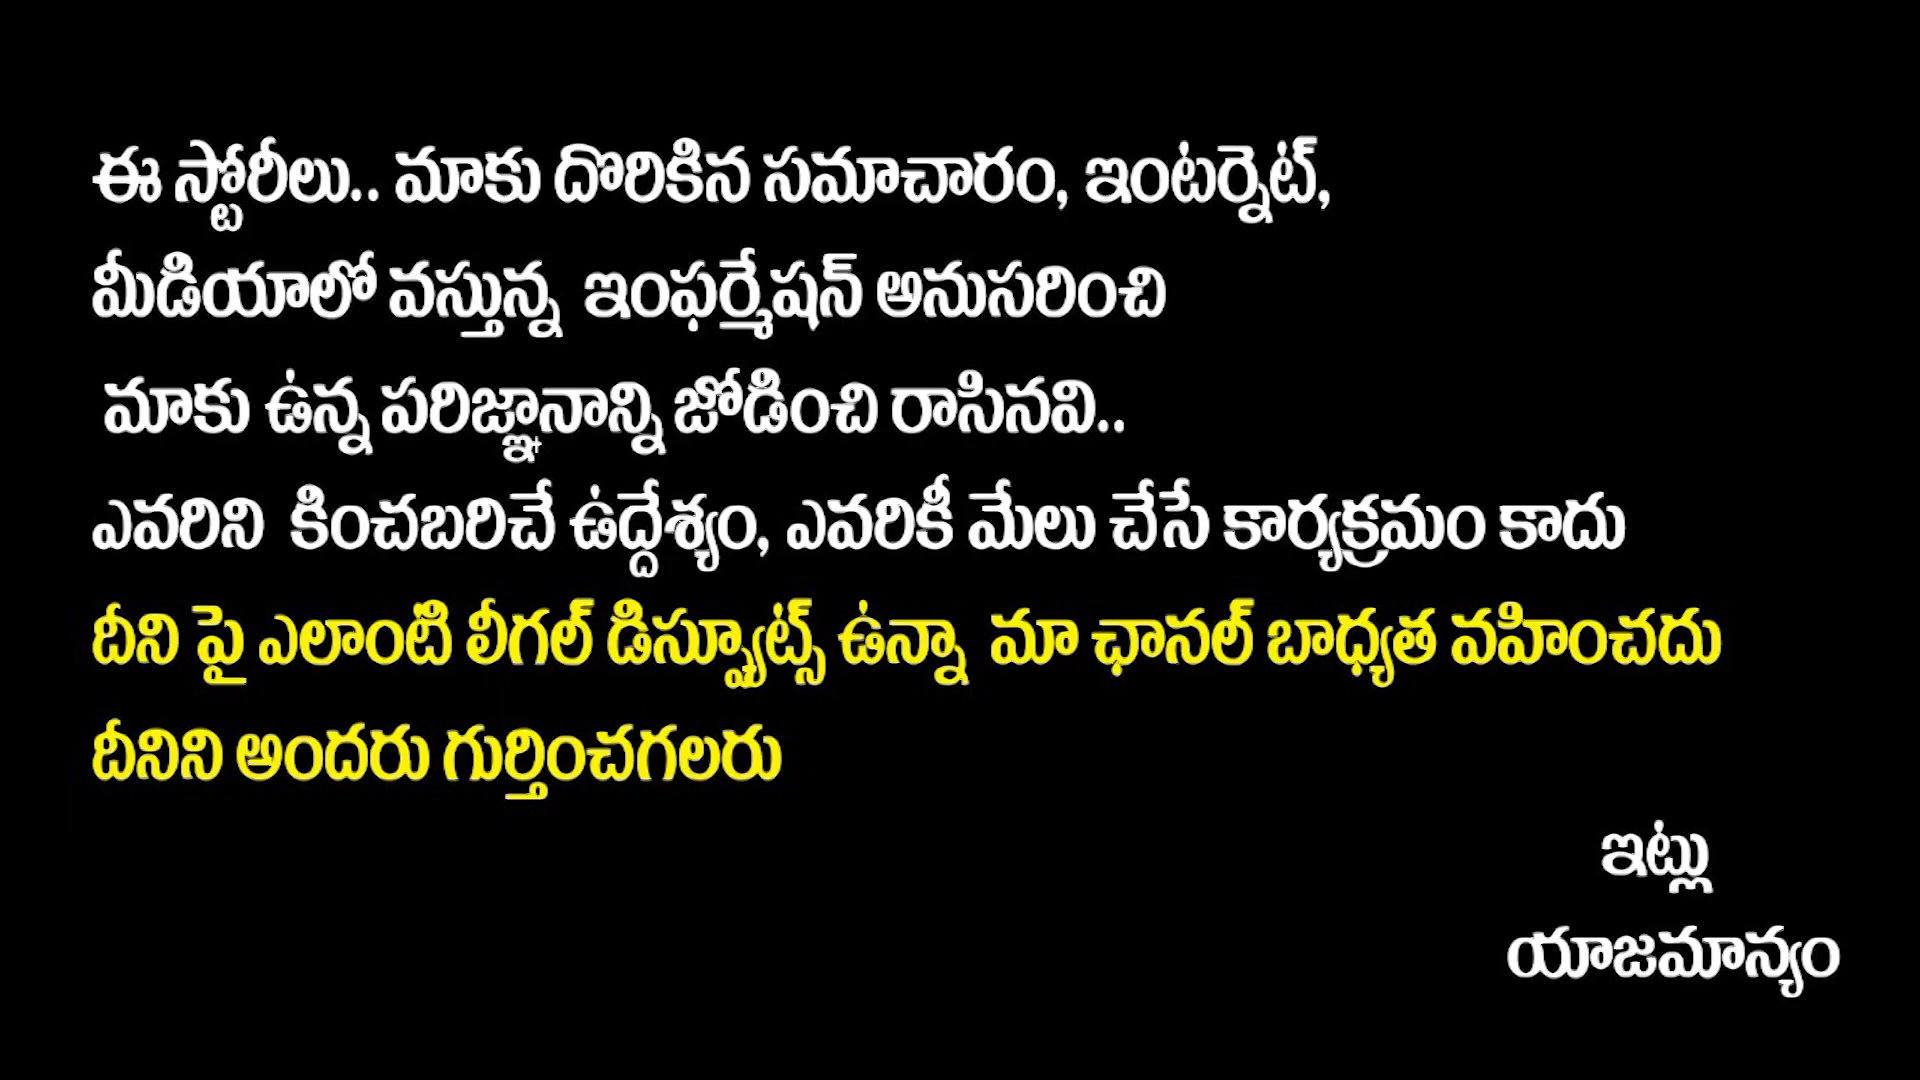 ఈ స్టోరీలు.. మాకు దొరికిన సమాచారం, ఇంటర్నెట్,
మీడియాలో వస్తున్న ఇంఫర్మేషన్ అనుసరించి
మాకు ఉన్న పరిజ్ఞానాన్ని జోడించి రాసినవి..
ఎవరిని కించబరిచే ఉద్దేశ్యం, ఎవరికీ మేలు చేసే కార్యక్రమం కాదు
దీని పై ఎలాంటి లీగల్ డిస్ప్యూట్స్ ఉన్నా మా ఛానల్ బాధ్యత వహించదు
దీనిని అందరు గుర్తించగలరు
ఇట్లు
యాజమాన్యం